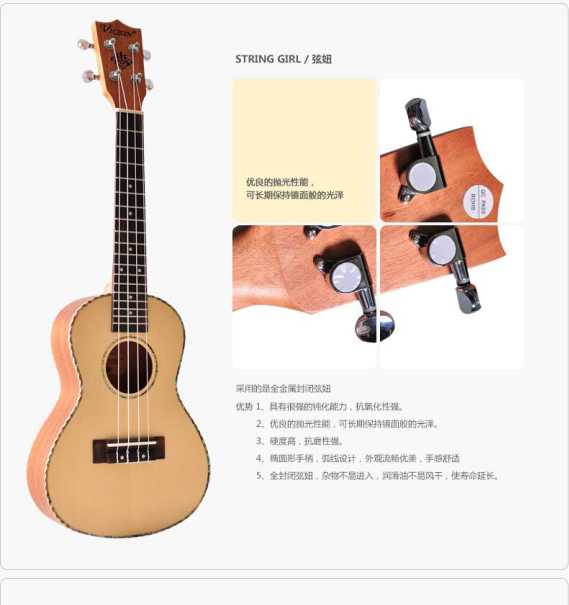 STRING GIRL / 弦妞
优良的抛光性能，
可长期保持镜面般的光泽
QC PASS
ROHS
采用的是全金属封闭弦妞
优势 1、具有很强的钝化能力，抗氧化性强。
2、优良的抛光性能，可长期保持镜面般的光泽。
3、硬度高，抗磨性强。
4、椭圆形手柄，弧线设计，外观流畅优美，手感舒适
5、全封闭弦妞，杂物不易进入，润滑油不易风干，使寿命延长。